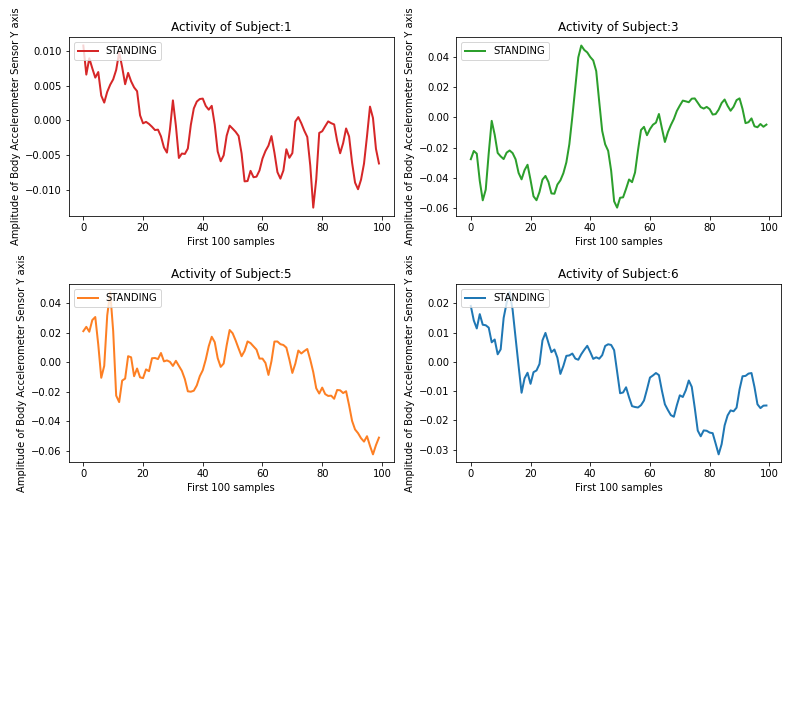 Activity of Subject:1
Amplitude of Body Accelerometer Sensor Y axis
STANDING
0.010
0.005
0.000
−0.005
−0.010
0 20 40 60 80 100
First 100 samples
Activity of Subject:3
Amplitude of Body Accelerometer Sensor Y axis
STANDING
0.04
0.02
0.00
−0.02
−0.04
−0.06
0 20 40 60 80 100
First 100 samples
Activity of Subject:5
Amplitude of Body Accelerometer Sensor Y axis
STANDING
0.04
0.02
0.00
−0.02
−0.04
−0.06
0 20 40 60 80 100
First 100 samples
Activity of Subject:6
Amplitude of Body Accelerometer Sensor Y axis
STANDING
0.02
0.01
0.00
−0.01
−0.02
−0.03
0 20 40 60 80 100
First 100 samples